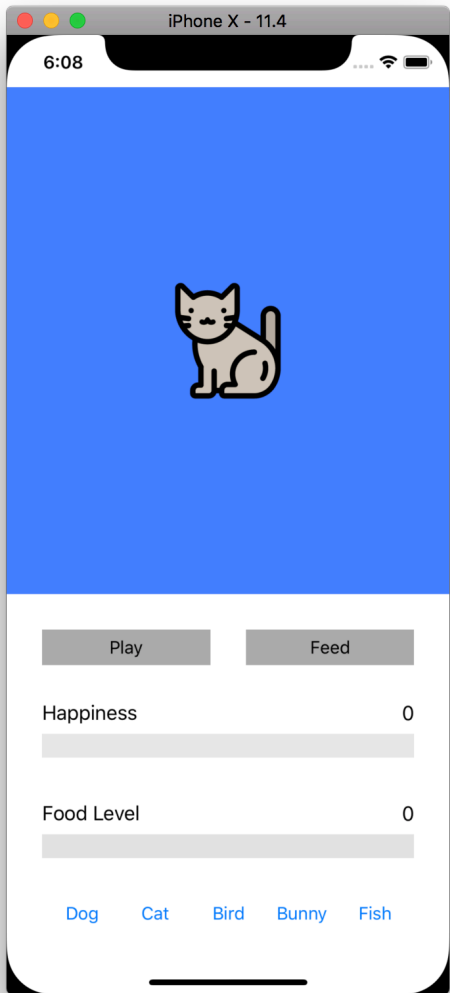 iPhone X - 11.4
6:08
Play Feed
Happiness 0
Food Level 0
Dog Cat Bird Bunny Fish